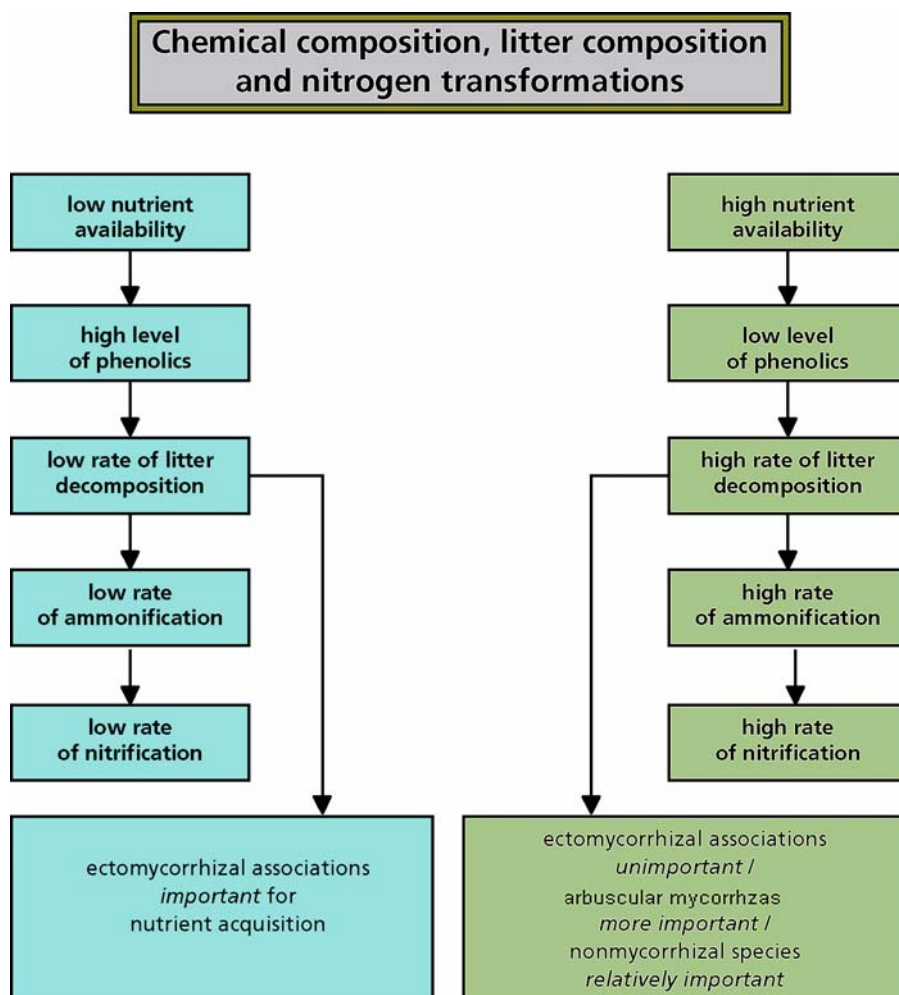 Chemical composition, litter composition
and nitrogen transformations
low nutrient
availability
high level
of phenolics
low rate of litter
decomposition
low rate
of ammonification
low rate
of nitrification
ectomycorrhizal associations
important for
nutrient acquisition
high nutrient
availability
low level
of phenolics
high rate of litter
decomposition
high rate
of ammonification
high rate
of nitrification
ectomycorrhizal associations
unimportant /
arbuscular mycorrhzas
more important /
nonmycorrhizal species
relatively important